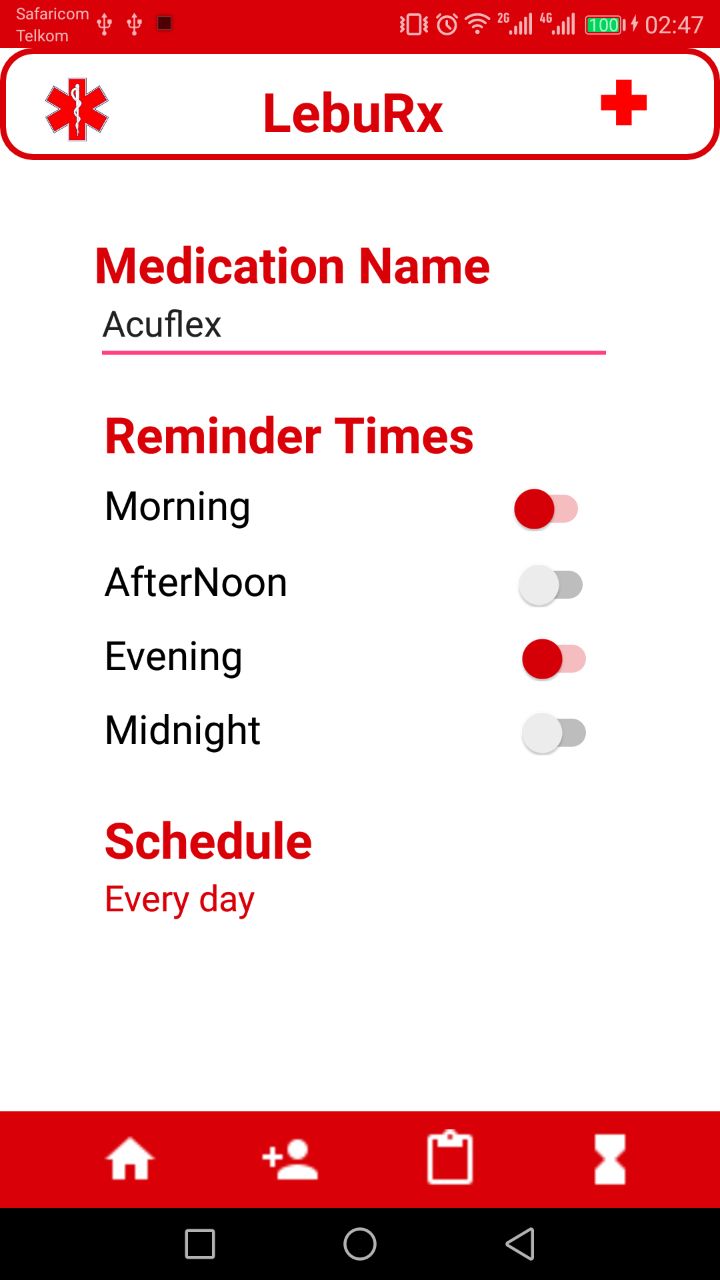 Safaricom
Telkom
2G 4G 100 02:47
LebuRx
Medication Name
Acuflex
Reminder Times
Morning
AfterNoon
Evening
Midnight
Schedule
Every day